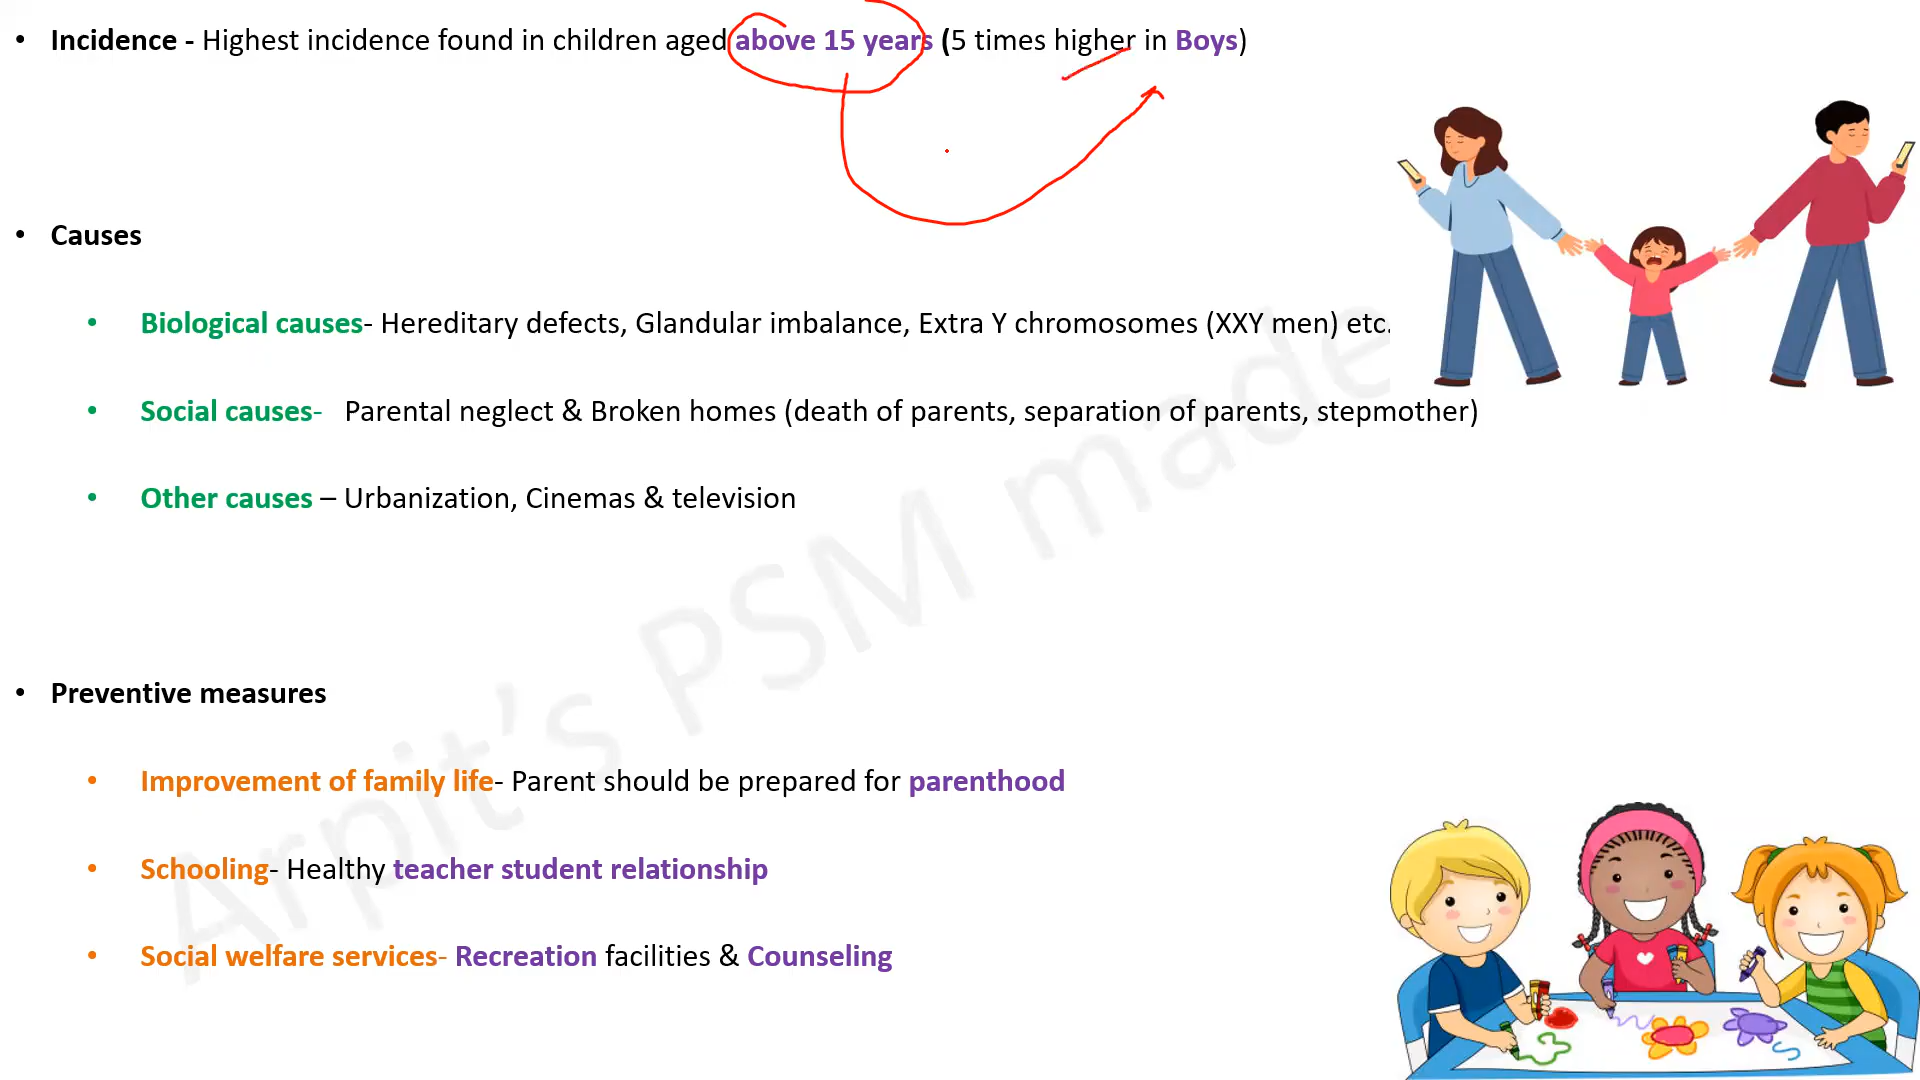 • Incidence - Highest incidence found in children aged above 15 years (5 times higher in Boys)
• Causes
• Biological causes- Hereditary defects, Glandular imbalance, Extra Y chromosomes (XXY men) etc.
• Social causes- Parental neglect & Broken homes (death of parents, separation of parents, stepmother)
• Other causes – Urbanization, Cinemas & television
• Preventive measures
• Improvement of family life- Parent should be prepared for parenthood
• Schooling- Healthy teacher student relationship
• Social welfare services- Recreation facilities & Counseling
Arpit's PSM made